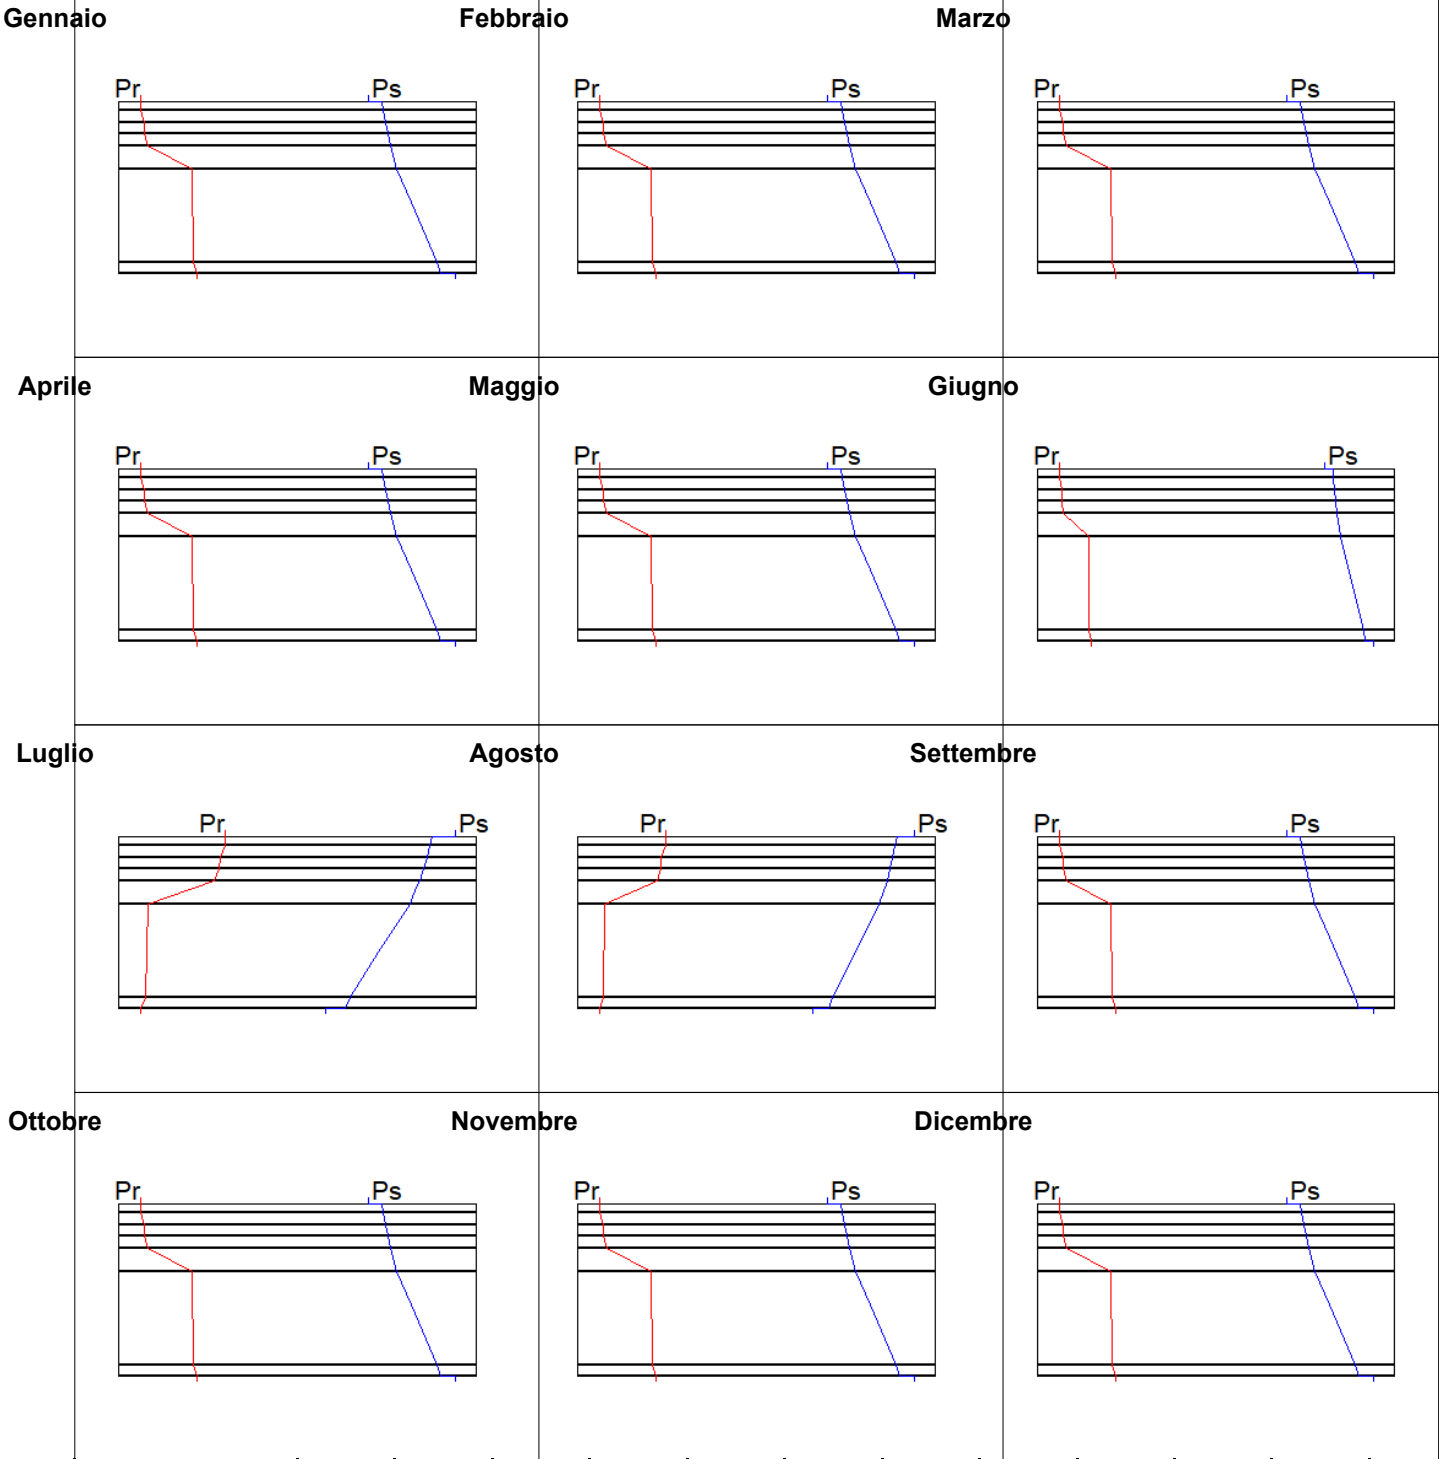 Gennaio Febbraio Marzo
Pr Ps Pr Ps Pr Ps
Aprile Maggio Giugno
Pr Ps Pr Ps Pr Ps
Luglio Agosto Settembre
Pr Ps Pr Ps Pr Ps
Ottobre Novembre Dicembre
Pr Ps Pr Ps Pr Ps